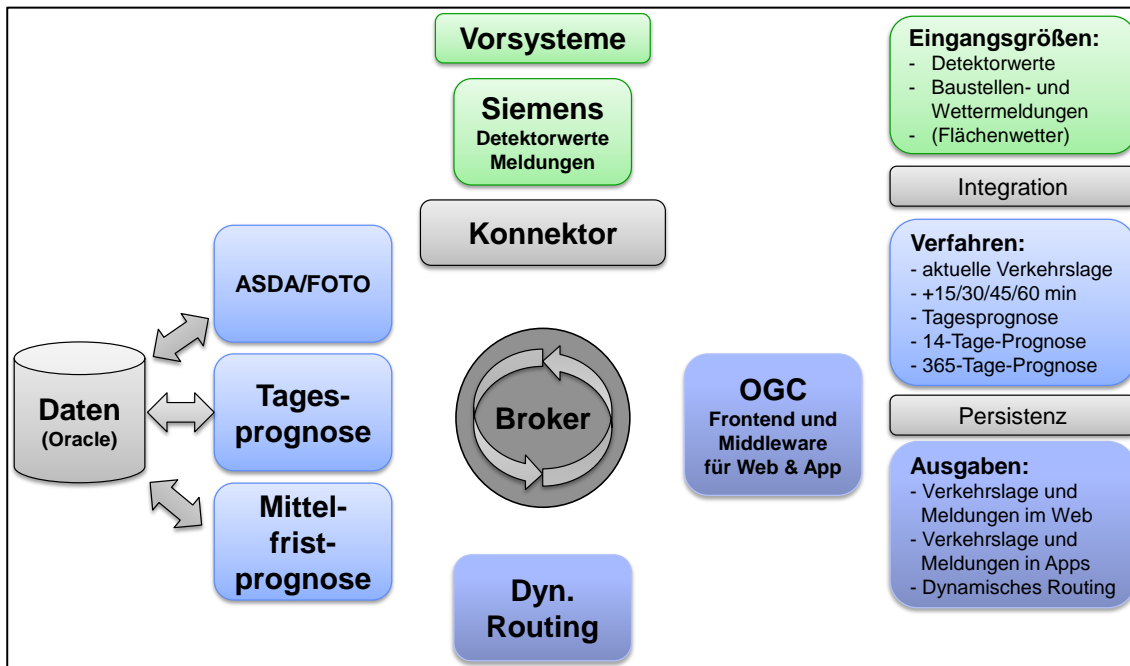 Vorsysteme
Siemens
Detektorwerte
Meldungen
Konnektor
ASDA/FOTO
Daten
(Oracle)
Tages-
prognose
Mittel-
frist-
prognose
Broker
OGC
Frontend und
Middleware
für Web & App
Dyn.
Routing
Eingangsgrößen:
- Detektorwerte
- Baustellen- und
Wettermeldungen
- (Flächenwetter)
Integration
Verfahren:
- aktuelle Verkehrslage
- +15/30/45/60 min
- Tagesprognose
- 14-Tage-Prognose
- 365-Tage-Prognose
Persistenz
Ausgaben:
- Verkehrslage und
Meldungen im Web
- Verkehrslage und
Meldungen in Apps
- Dynamisches Routing